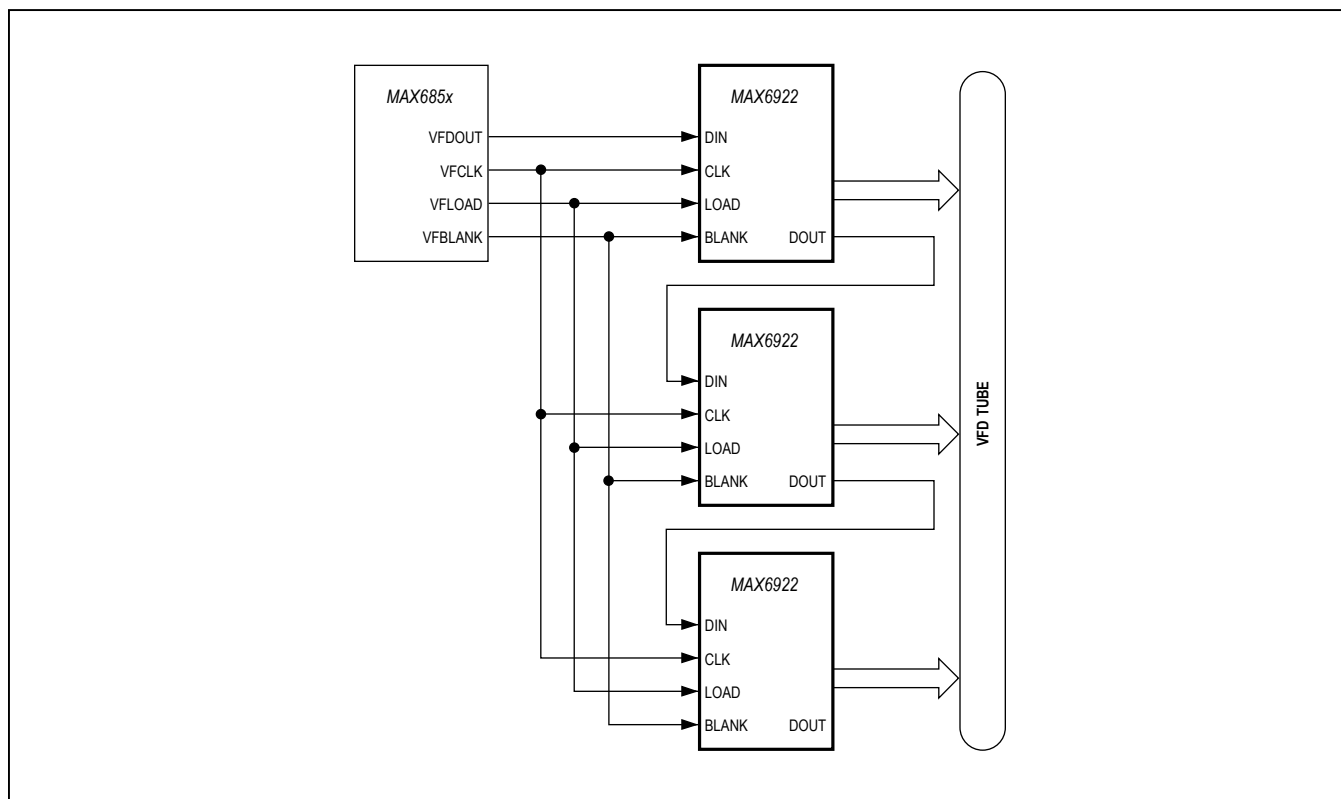 MAX685x
VFDOUT
VFCLK
VFLOAD
VFBLANK
MAX6922
DIN
CLK
LOAD
BLANK DOUT
MAX6922
DIN
CLK
LOAD
BLANK DOUT
MAX6922
DIN
CLK
LOAD
BLANK DOUT
VFD TUBE